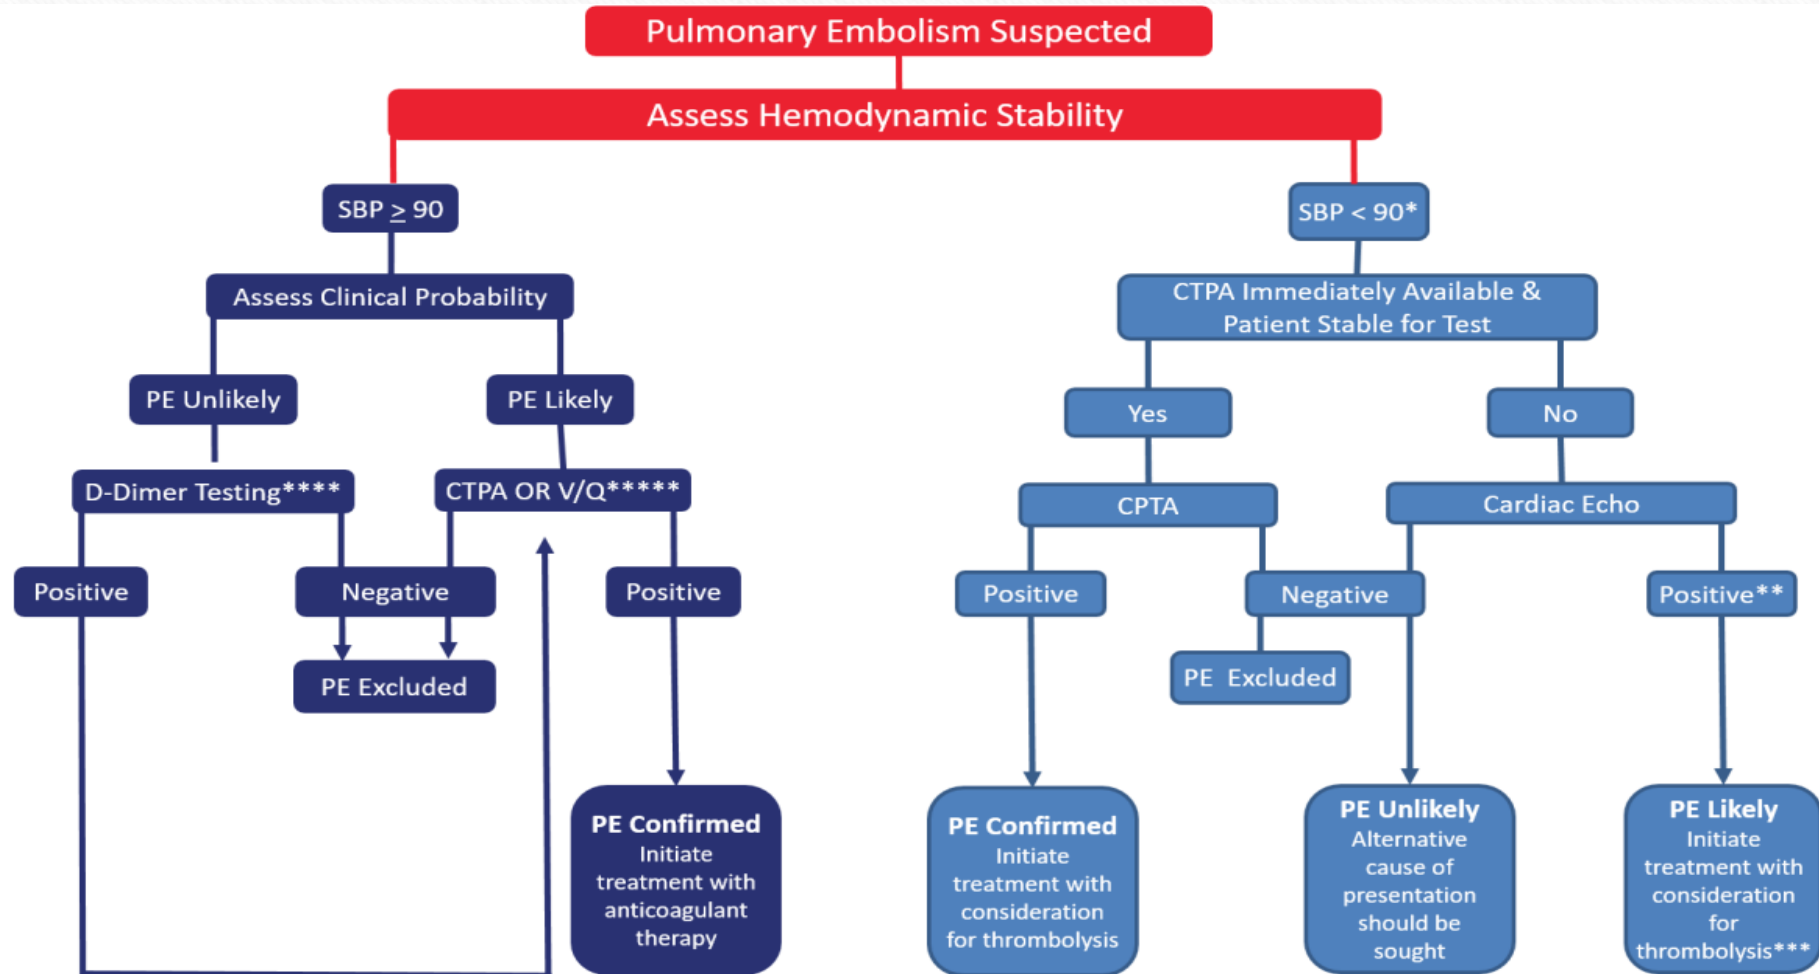 Pulmonary Embolism Suspected
Assess Hemodynamic Stability
SBP ≥ 90
SBP < 90*
Assess Clinical Probability
CTPA Immediately Available &
Patient Stable for Test
PE Unlikely
PE Likely
Yes
No
D-Dimer Testing****
CTPA OR V/Q*****
CPTA
Cardiac Echo
Positive
Negative
Positive
Positive
Negative
Positive**
PE Excluded
PE Excluded
PE Confirmed
Initiate
treatment with
anticoagulant
therapy
PE Confirmed
Initiate
treatment with
consideration
for thrombolysis
PE Unlikely
Alternative
cause of
presentation
should be
sought
PE Likely
Initiate
treatment with
consideration
for
thrombolysis***